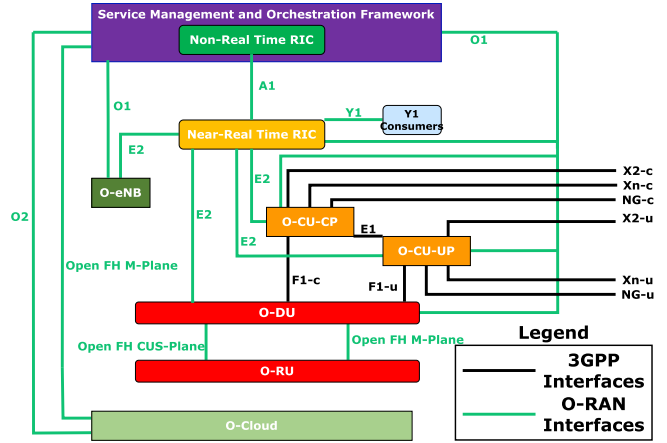 Service Management and Orchestration Framework
Non-Real Time RIC
O1
A1
O1
Y1
Y1
Consumers
Near-Real Time RIC
E2
X2-c
E2
Xn-c
O-eNB
NG-c
O2
E2
O-CU-CP
X2-u
E1
E2
O-CU-UP
Open FH M-Plane
F1-c
F1-u
Xn-u
NG-u
O-DU
Legend
Open FH CUS-Plane
Open FH M-Plane
3GPP
Interfaces
O-RU
O-RAN
Interfaces
O-Cloud